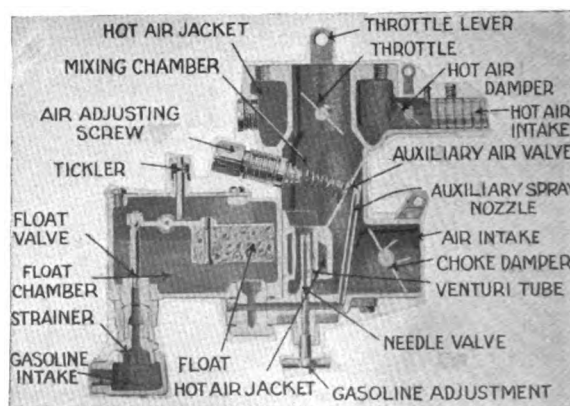 THROTTLE LEVER
HOT AIR JACKET
THROTTLE
MIXING CHAMBER
HOT AIR
DAMPER
HOT AIR
INTAKE
AIR ADJUSTING
SCREW
AUXILIARY AIR VALVE
TICKLER
AUXILIARY SPRAY
NOZZLE
FLOAT
VALVE
AIR INTAKE
FLOAT
CHAMBER
CHOKE DAMPER
VENTURI TUBE
STRAINER
NEEDLE VALVE
GASOLINE
INTAKE
FLOAT
HOT AIR JACKET
GASOLINE ADJUSTMENT